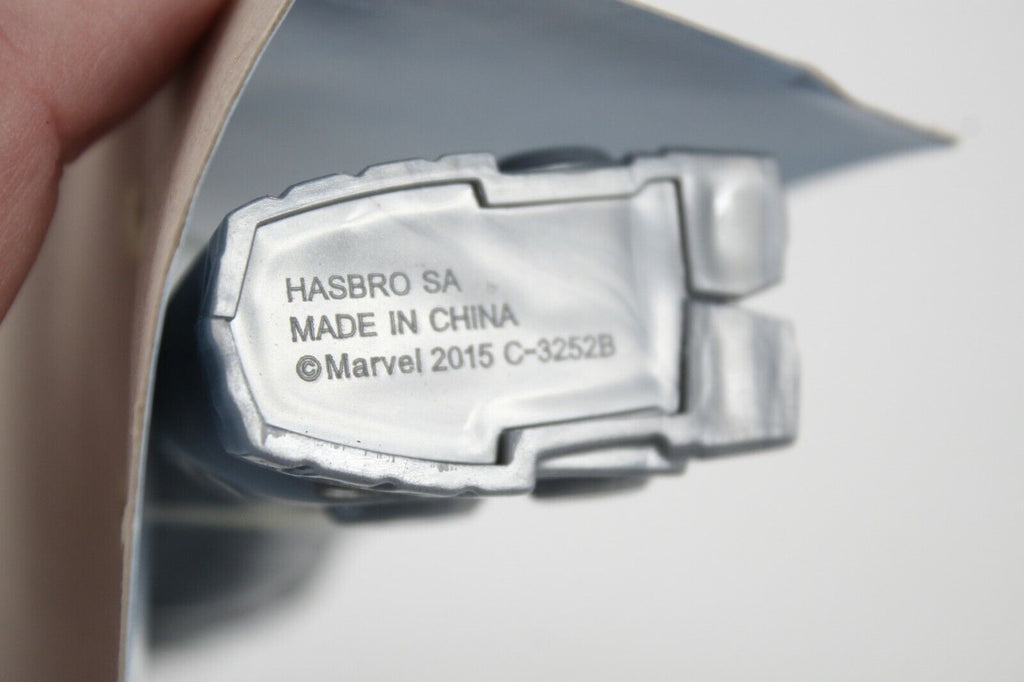 HASBRO SA
MADE IN CHINA
©Marvel 2015 C-3252B